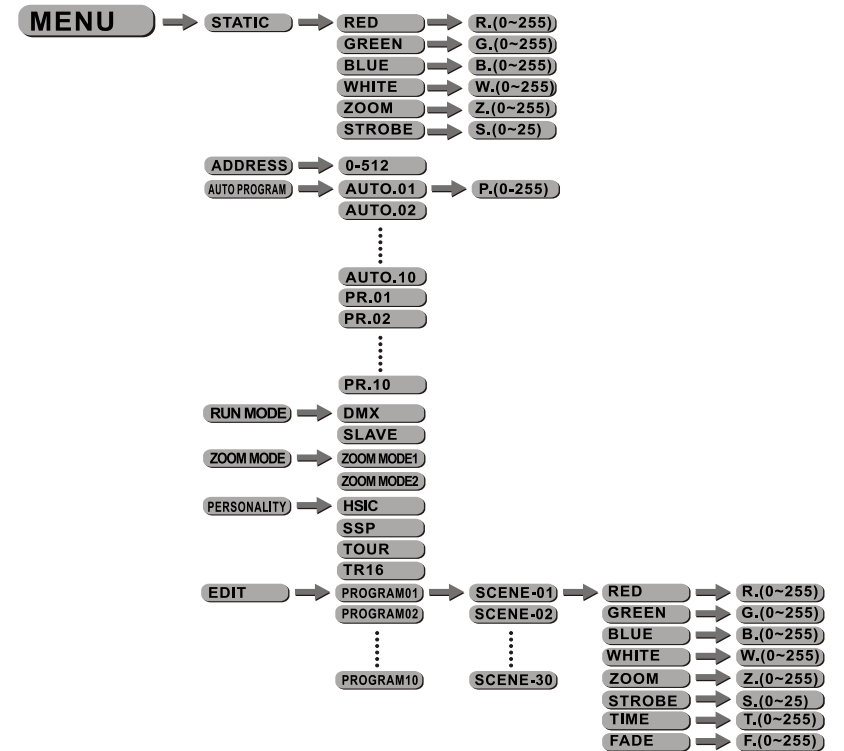 MENU STATIC RED R.(0~255)
GREEN G.(0~255)
BLUE B.(0~255)
WHITE W.(0~255)
ZOOM Z.(0~255)
STROBE S.(0~25)
ADDRESS 0-512
AUTO PROGRAM AUTO.01 P.(0-255)
AUTO.02
AUTO.10
PR.01
PR.02
PR.10
RUN MODE DMX
SLAVE
ZOOM MODE ZOOM MODE1
ZOOM MODE2
PERSONALITY HSIC
SSP
TOUR
TR16
EDIT PROGRAM01 SCENE-01 RED R.(0~255)
PROGRAM02 SCENE-02 GREEN G.(0~255)
BLUE B.(0~255)
WHITE W.(0~255)
PROGRAM10 SCENE-30 ZOOM Z.(0~255)
STROBE S.(0~25)
TIME T.(0~255)
FADE F.(0~255)